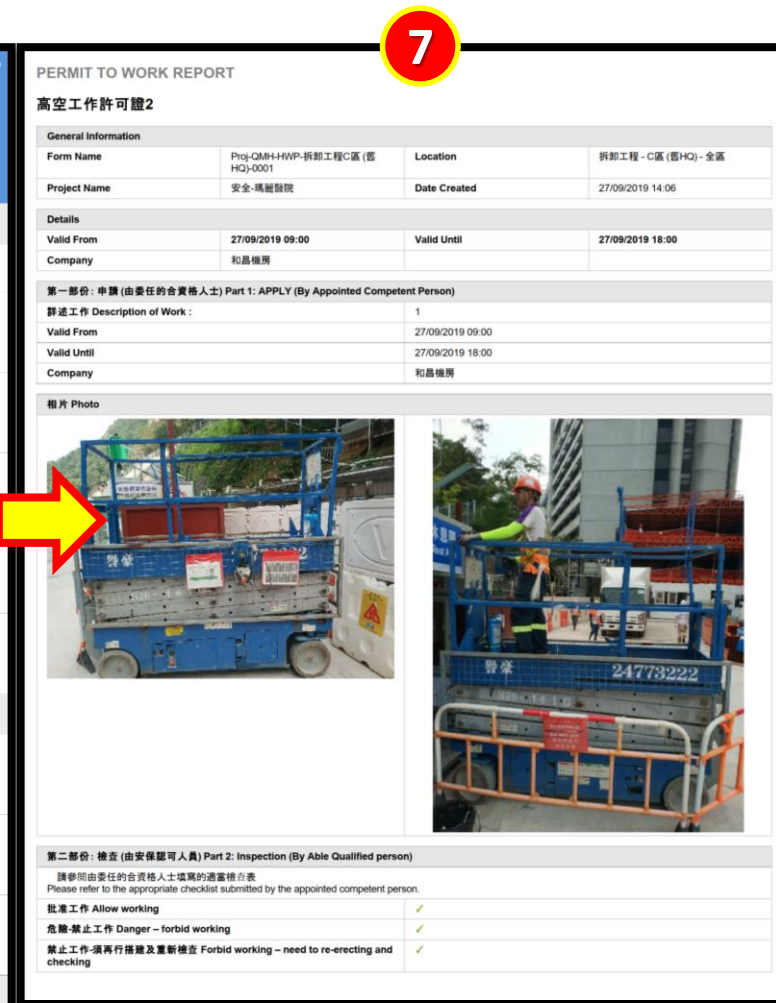 7
PERMIT TO WORK REPORT
高空工作許可證2
General Information
Form Name
Proj-QMH-HWP-拆卸工程C區 (舊
HQ)-0001
Location
拆卸工程 - C區 (舊HQ) - 全區
Project Name
安全-瑪麗醫院
Date Created
27/09/2019 14:06
Details
Valid From
27/09/2019 09:00
Valid Until
27/09/2019 18:00
Company
和昌機房
第一部份: 申請 (由委任的合資格人士) Part 1: APPLY (By Appointed Competent Person)
詳述工作 Description of Work :
1
Valid From
27/09/2019 09:00
Valid Until
27/09/2019 18:00
Company
和昌機房
相片 Photo
譽豪
休息區
譽豪
24773222
第二部份: 檢查 (由安保認可人員) Part 2: Inspection (By Able Qualified person)
請參閱由委任的合資格人士填寫的適當檢查表
Please refer to the appropriate checklist submitted by the appointed competent person.
批准工作 Allow working
✓
危險-禁止工作 Danger – forbid working
✓
禁止工作-須再行搭建及重新檢查 Forbid working – need to re-erecting and
checking
✓